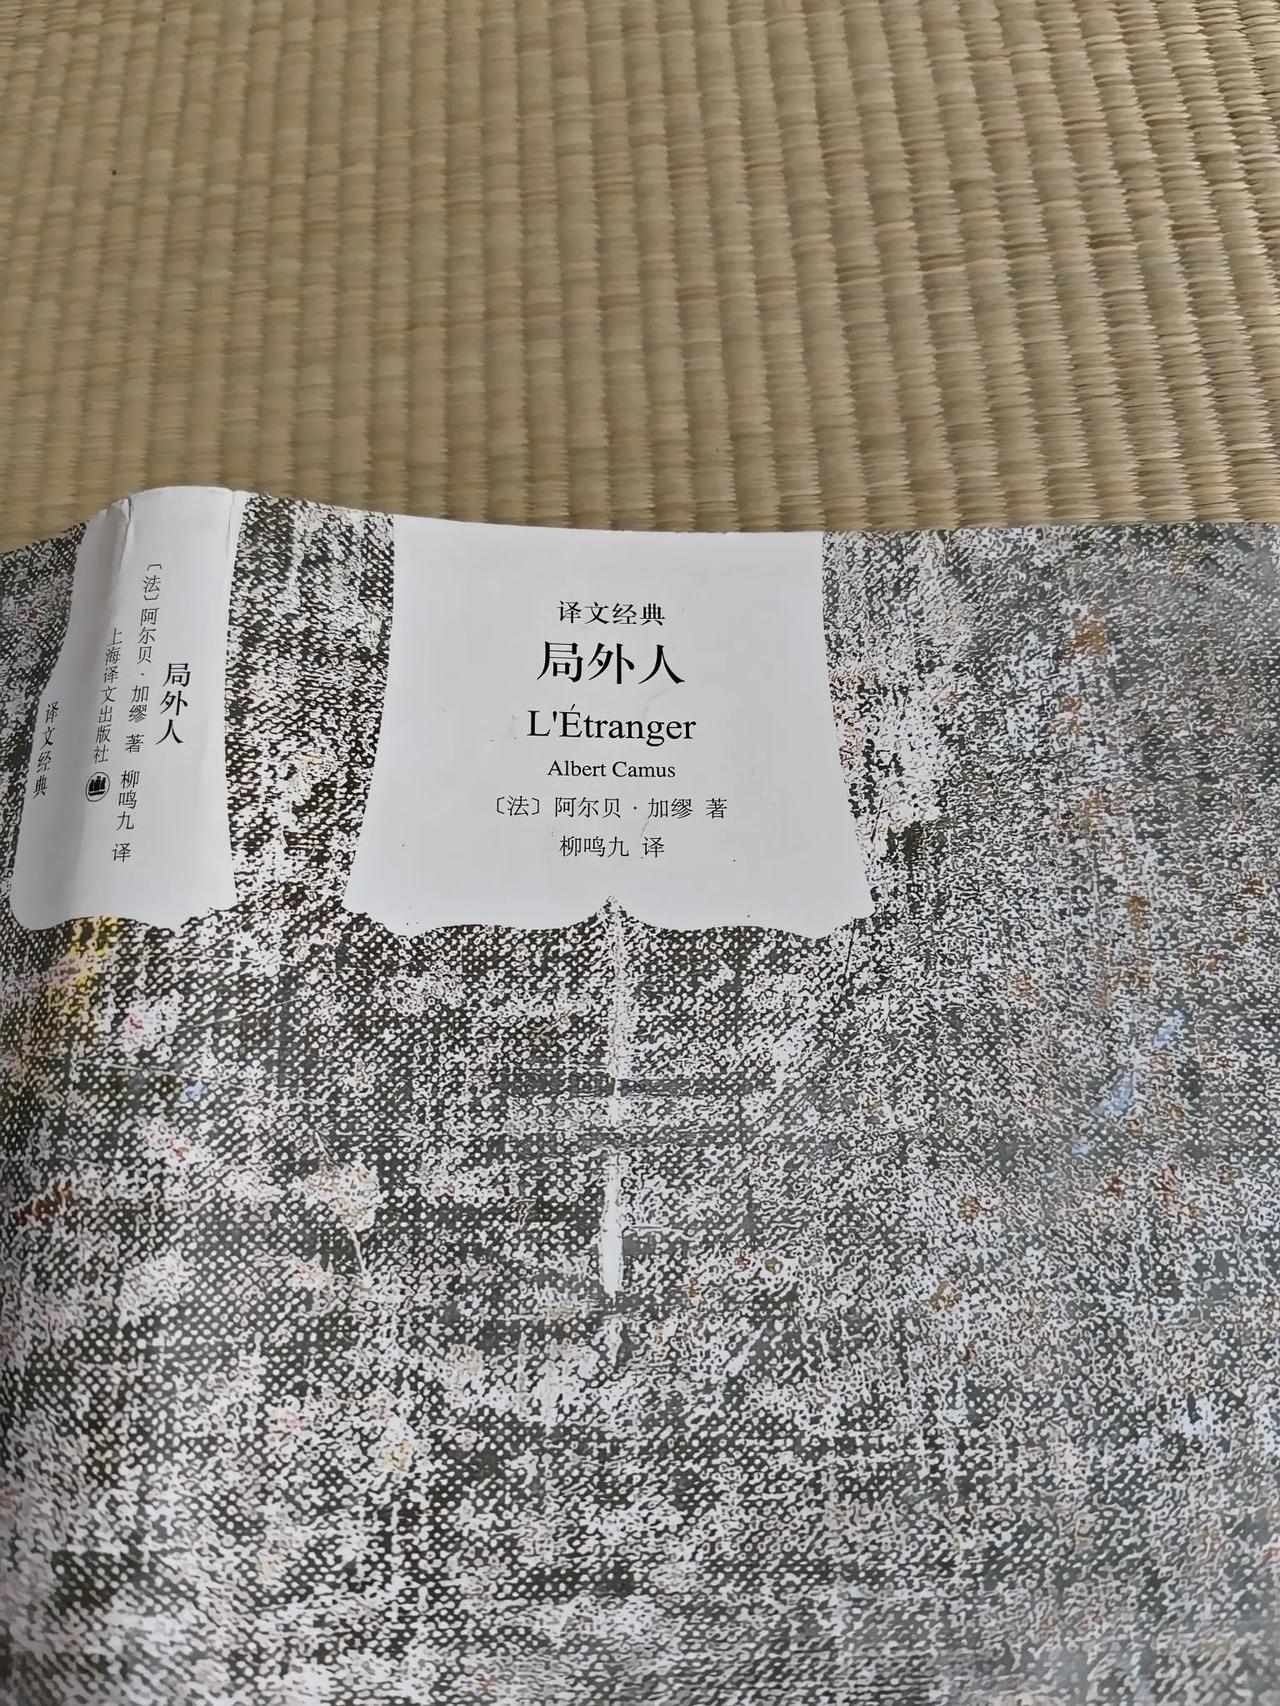 译文经典
局外人
L'Étranger
Albert Camus
〔法〕阿尔贝·加缪 著
柳鸣九 译
局外人
〔法〕阿尔贝·加缪 著 柳鸣九 译
上海译文出版社
译文经典